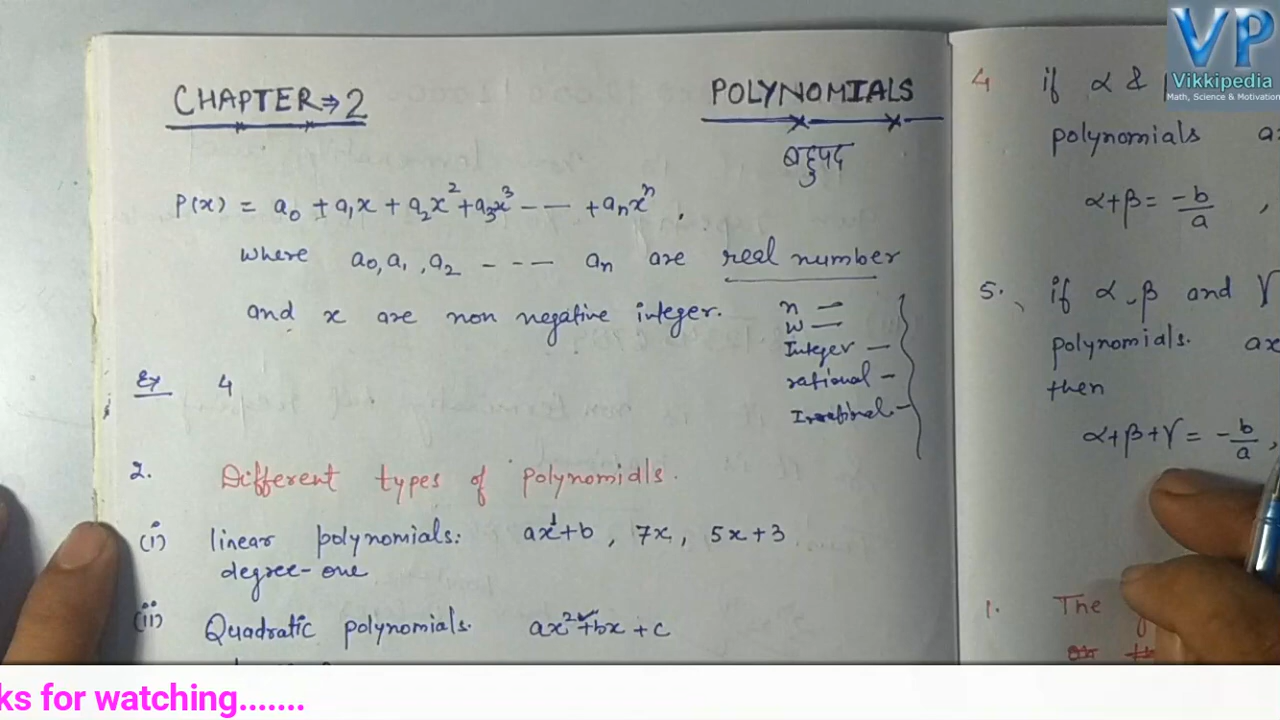 CHAPTER ⇒ 2
POLYNOMIALS
बहुपद
P(x) = a₀ ± a₁x + a₂x² + a₃x³ - - — + aₙxⁿ .
where a₀, a₁, a₂ - - - — aₙ are real number
and x are non negative integer.
n —
w —
Integer —
rational —
Irrational —
Ex 4
2. Different types of polynomials.
(i) linear polynomials: ax¹+b , 7x, 5x+3
degree-one
(ii) Quadratic polynomials. ax²+bx+c
4 if α &
polynomials
α+β = -b/a ,
5. if α, β and γ
polynomials. ax
then
α+β+γ = -b/a ,
1. The
VP
Vikkipedia
Math, Science & Motivation
ks for watching.......